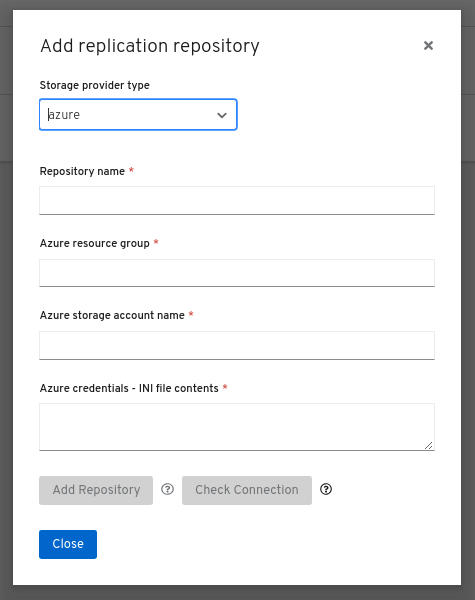 Add replication repository
Storage provider type
azure
Repository name *
Azure resource group *
Azure storage account name *
Azure credentials - INI file contents *
Add Repository Check Connection
Close